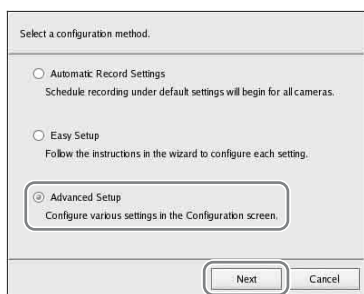 Select a configuration method.
Automatic Record Settings
Schedule recording under default settings will begin for all cameras.
Easy Setup
Follow the instructions in the wizard to configure each setting.
Advanced Setup
Configure various settings in the Configuration screen.
Next Cancel